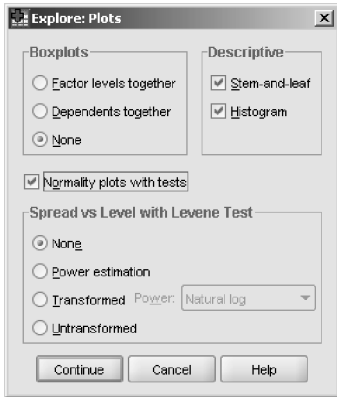 Explore: Plots
Boxplots
Factor levels together
Dependents together
None
Descriptive
Stem-and-leaf
Histogram
Normality plots with tests
Spread vs Level with Levene Test
None
Power estimation
Transformed Power: Natural log
Untransformed
Continue Cancel Help